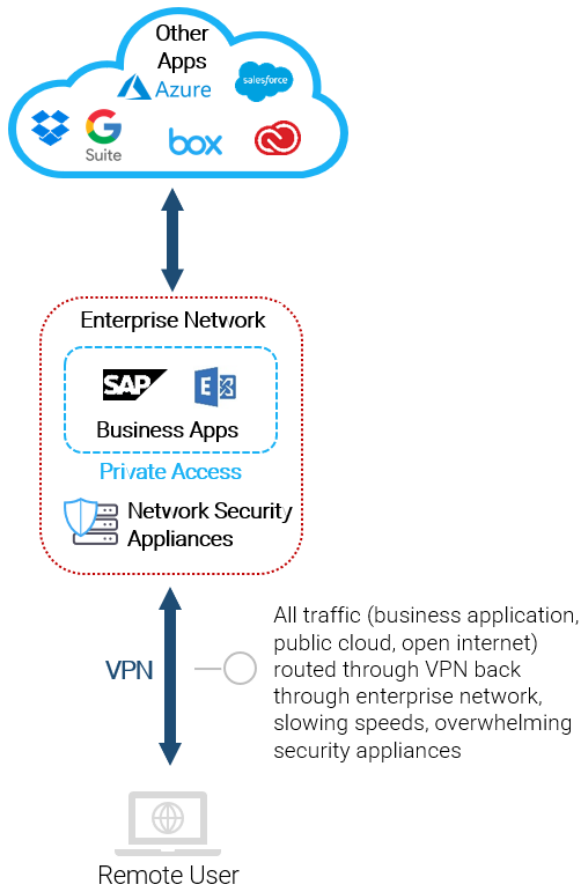 Other
Apps
Azure
salesforce
G
Suite
box
Enterprise Network
SAP
E
Business Apps
Private Access
Network Security
Appliances
VPN
All traffic (business application,
public cloud, open internet)
routed through VPN back
through enterprise network,
slowing speeds, overwhelming
security appliances
Remote User